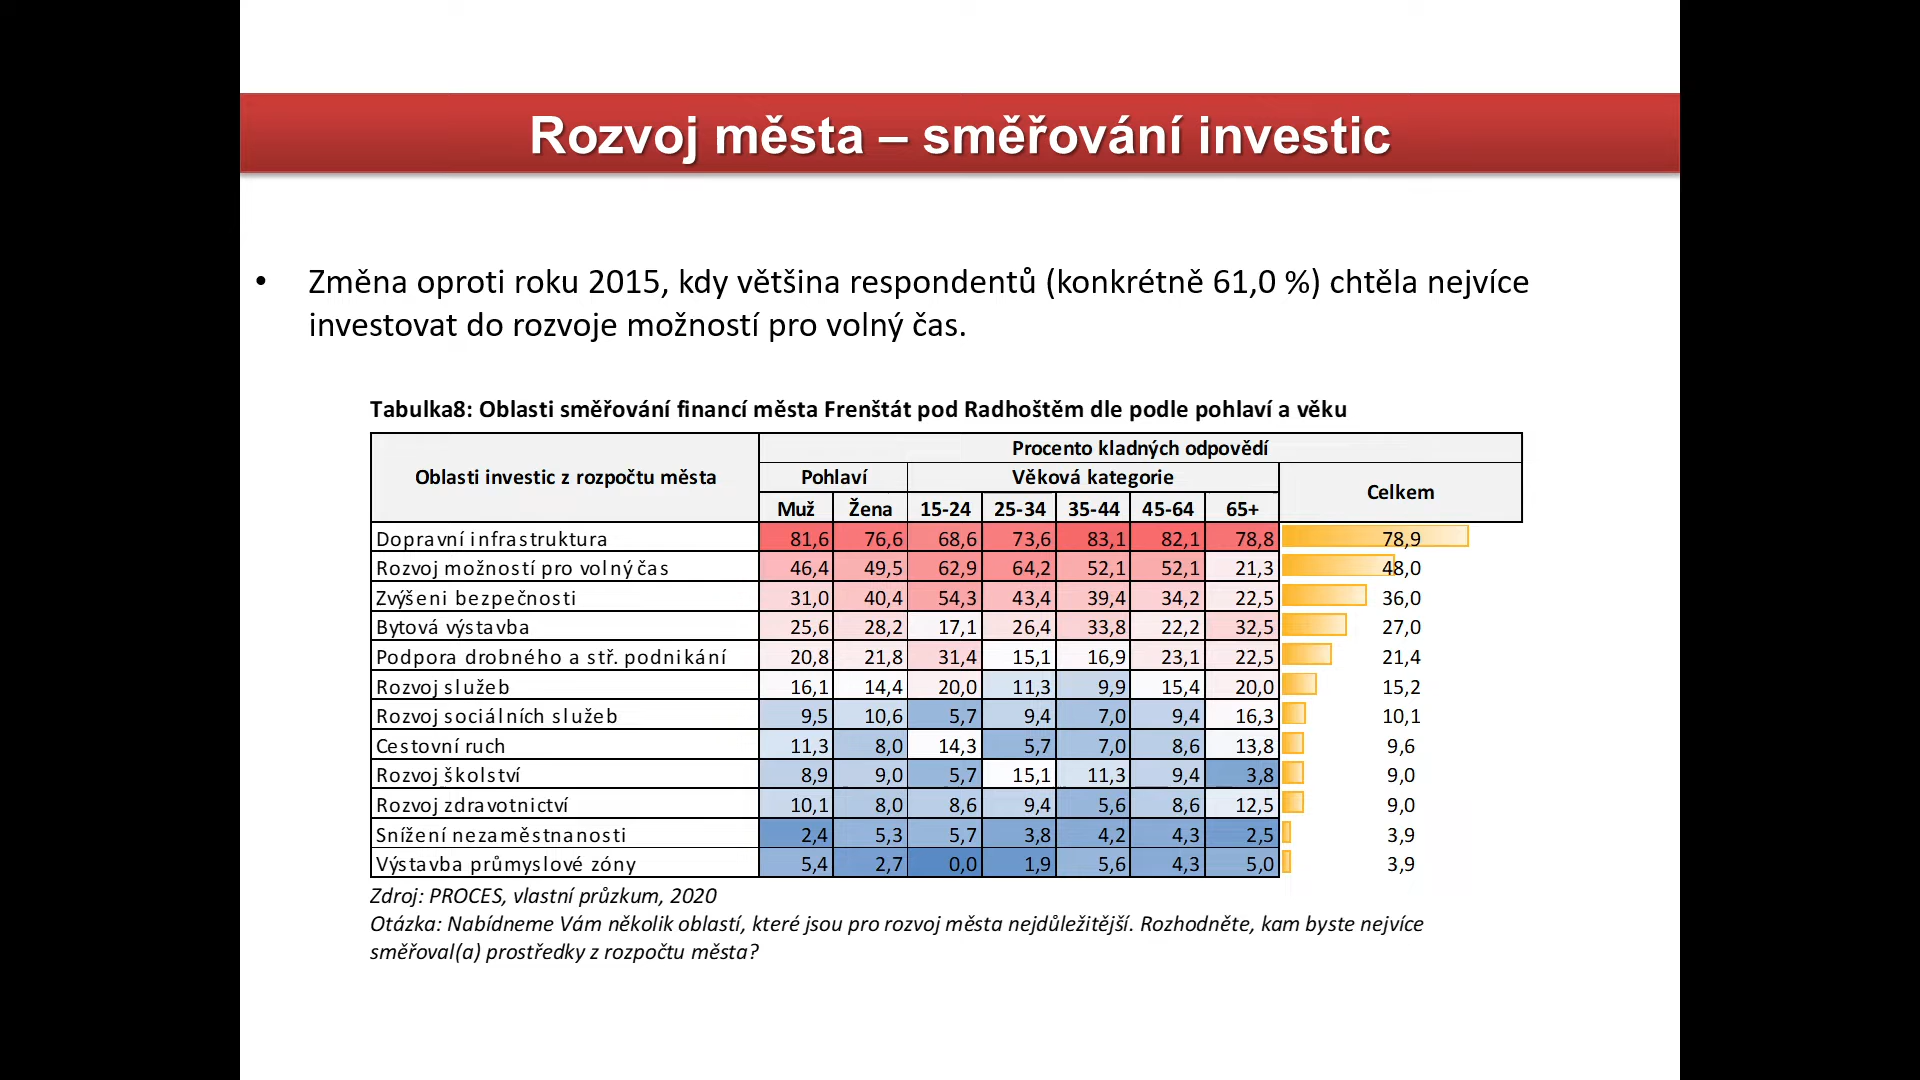 Rozvoj města – směřování investic
• Změna oproti roku 2015, kdy většina respondentů (konkrétně 61,0 %) chtěla nejvíce
investovat do rozvoje možností pro volný čas.
Tabulka8: Oblasti směřování financí města Frenštát pod Radhoštěm dle podle pohlaví a věku
Oblasti investic z rozpočtu města Procento kladných odpovědí
Pohlaví Věková kategorie Celkem
Muž Žena 15-24 25-34 35-44 45-64 65+
Dopravní infrastruktura 81,6 76,6 68,6 73,6 83,1 82,1 78,8 78,9
Rozvoj možností pro volný čas 46,4 49,5 62,9 64,2 52,1 52,1 21,3 48,0
Zvýšeni bezpečnosti 31,0 40,4 54,3 43,4 39,4 34,2 22,5 36,0
Bytová výstavba 25,6 28,2 17,1 26,4 33,8 22,2 32,5 27,0
Podpora drobného a stř. podnikání 20,8 21,8 31,4 15,1 16,9 23,1 22,5 21,4
Rozvoj služeb 16,1 14,4 20,0 11,3 9,9 15,4 20,0 15,2
Rozvoj sociálních služeb 9,5 10,6 5,7 9,4 7,0 9,4 16,3 10,1
Cestovní ruch 11,3 8,0 14,3 5,7 7,0 8,6 13,8 9,6
Rozvoj školství 8,9 9,0 5,7 15,1 11,3 9,4 3,8 9,0
Rozvoj zdravotnictví 10,1 8,0 8,6 9,4 5,6 8,6 12,5 9,0
Snížení nezaměstnanosti 2,4 5,3 5,7 3,8 4,2 4,3 2,5 3,9
Výstavba průmyslové zóny 5,4 2,7 0,0 1,9 5,6 4,3 5,0 3,9
Zdroj: PROCES, vlastní průzkum, 2020
Otázka: Nabídneme Vám několik oblastí, které jsou pro rozvoj města nejdůležitější. Rozhodněte, kam byste nejvíce
směřoval(a) prostředky z rozpočtu města?